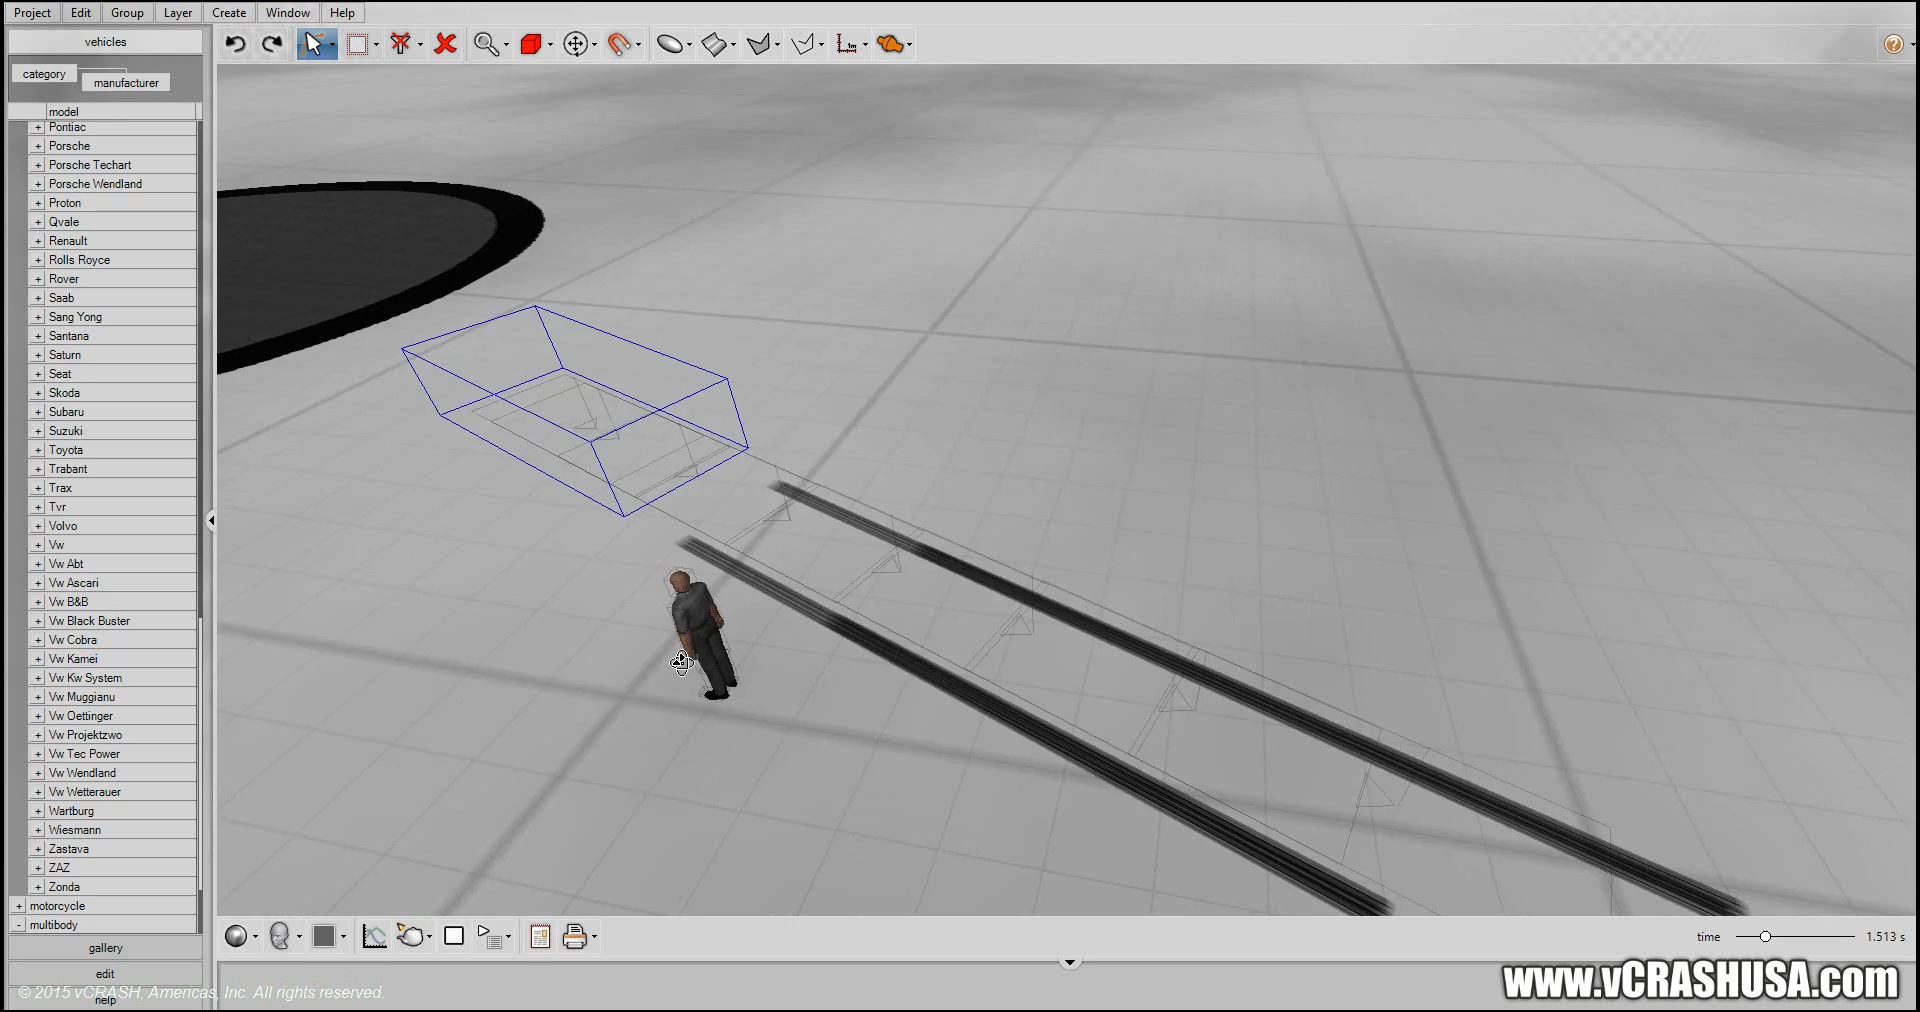 Project Edit Group Layer Create Window Help
vehicles
category
manufacturer
model
+ Pontiac
+ Porsche
+ Porsche Techart
+ Porsche Wendland
+ Proton
+ Qvale
+ Renault
+ Rolls Royce
+ Rover
+ Saab
+ Sang Yong
+ Santana
+ Saturn
+ Seat
+ Skoda
+ Subaru
+ Suzuki
+ Toyota
+ Trabant
+ Trax
+ Tvr
+ Volvo
+ Vw
+ Vw Abt
+ Vw Ascari
+ Vw B&B
+ Vw Black Buster
+ Vw Cobra
+ Vw Kamei
+ Vw Kw System
+ Vw Muggianu
+ Vw Oettinger
+ Vw Projektzwo
+ Vw Tec Power
+ Vw Wendland
+ Vw Wetterauer
+ Wartburg
+ Wiesmann
+ Zastava
+ ZAZ
+ Zonda
+ motorcycle
- multibody
gallery
edit
help
time 1.513 s
© 2015 vCRASH, Americas, Inc. All rights reserved.
www.vCRASHUSA.com